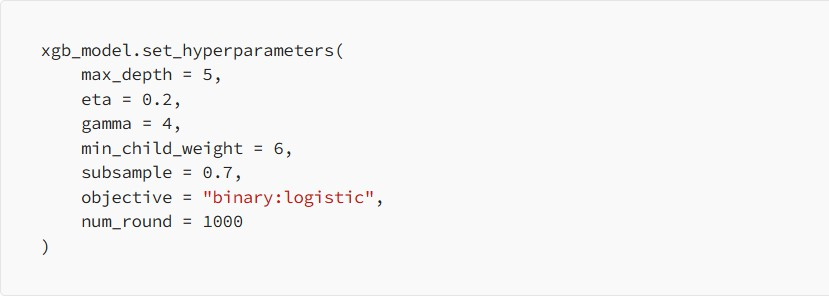 xgb_model.set_hyperparameters(
    max_depth = 5,
    eta = 0.2,
    gamma = 4,
    min_child_weight = 6,
    subsample = 0.7,
    objective = "binary:logistic",
    num_round = 1000
)